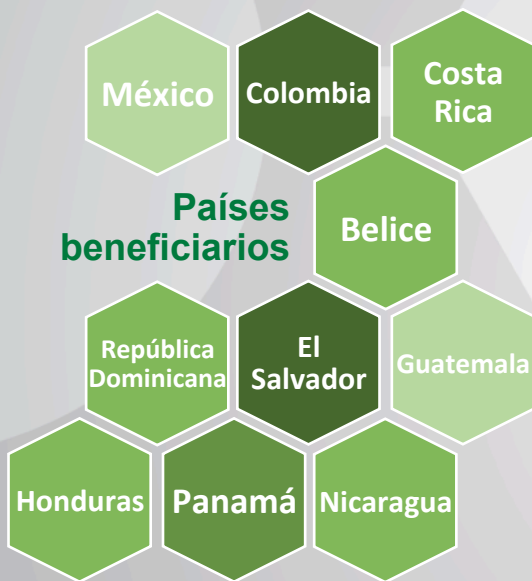 México
Colombia
Costa
Rica
Países
beneficiarios
Belice
República
Dominicana
El
Salvador
Guatemala
Honduras
Panamá
Nicaragua